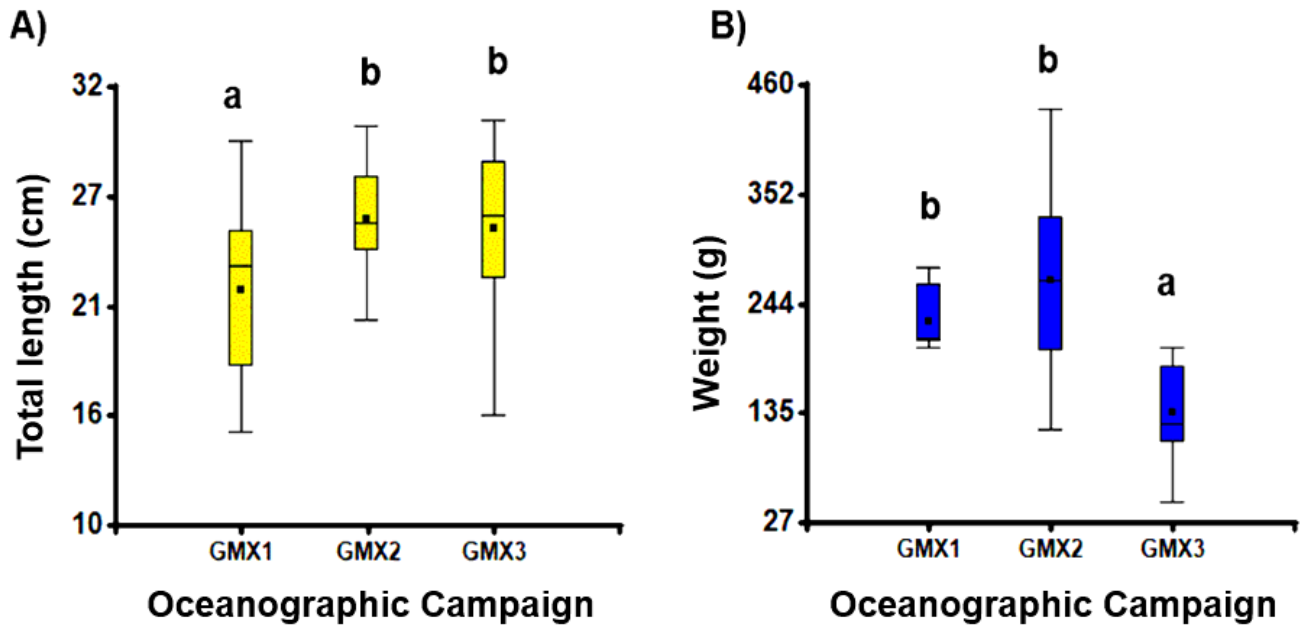 A)
32
27
21
16
10
Total length (cm)
a
b
b
GMX1
GMX2
GMX3
Oceanographic Campaign
B)
460
352
244
135
27
Weight (g)
b
b
a
GMX1
GMX2
GMX3
Oceanographic Campaign